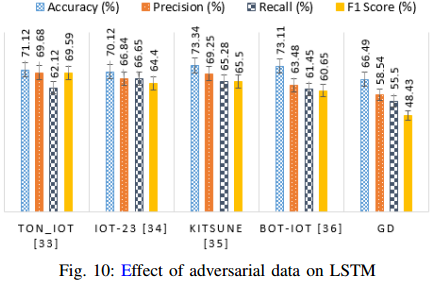 Accuracy (%) Precision (%) Recall (%) F1 Score (%)
71.12 69.68 62.12 69.59 70.12 66.84 66.65 64.4 73.34 69.25 65.28 65.5 73.11 63.48 61.45 60.65 66.49 58.54 55.5 48.43
TON_IOT IOT-23 [34] KITSUNE BOT-IOT [36] GD
[33] [35]
Fig. 10: Effect of adversarial data on LSTM